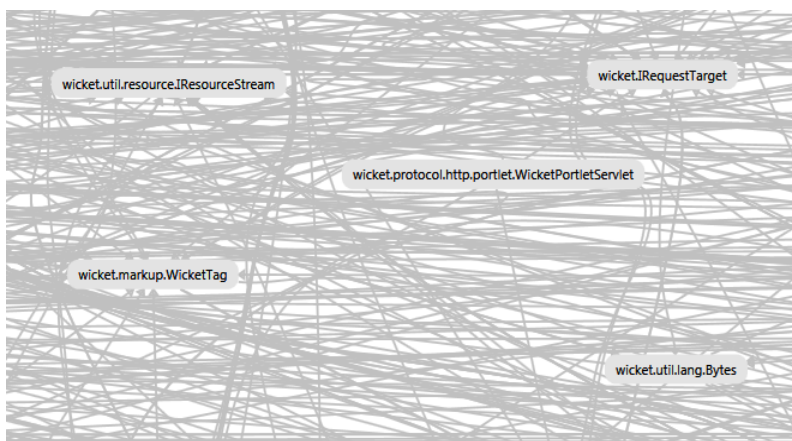 wicket.util.resource.IResourceStream
wicket.IRequestTarget
wicket.protocol.http.portlet.WicketPortletServlet
wicket.markup.WicketTag
wicket.util.lang.Bytes